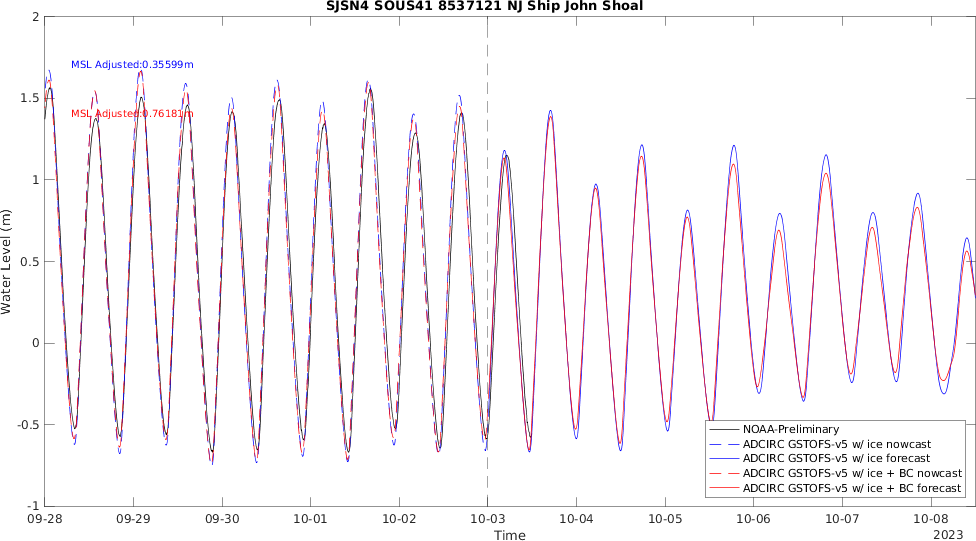 SJSN4 SOUS41 8537121 NJ Ship John Shoal
Water Level (m)
2
1.5
1
0.5
0
-0.5
-1
MSL Adjusted:0.35599m
MSL Adjusted:0.76181m
NOAA-Preliminary
ADCIRC GSTOFS-v5 w/ ice nowcast
ADCIRC GSTOFS-v5 w/ ice forecast
ADCIRC GSTOFS-v5 w/ ice + BC nowcast
ADCIRC GSTOFS-v5 w/ ice + BC forecast
09-28 09-29 09-30 10-01 10-02 10-03 10-04 10-05 10-06 10-07 10-08
Time
2023